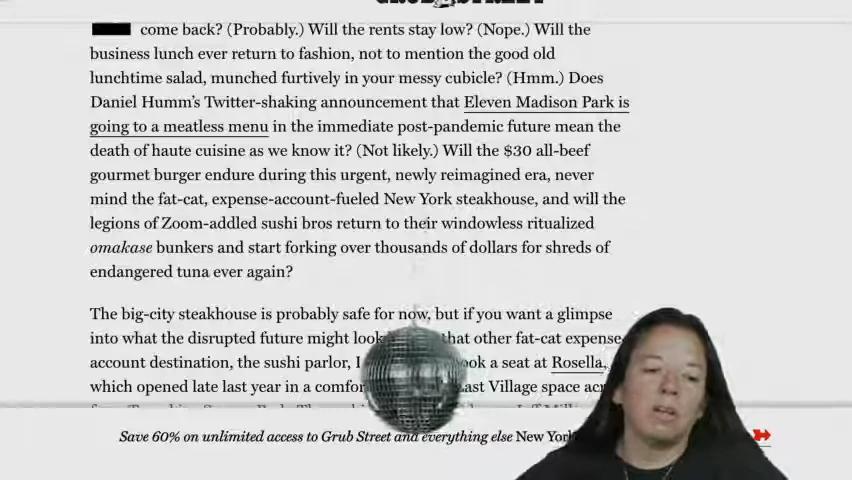 GRUB STREET
come back? (Probably.) Will the rents stay low? (Nope.) Will the
business lunch ever return to fashion, not to mention the good old
lunchtime salad, munched furtively in your messy cubicle? (Hmm.) Does
Daniel Humm’s Twitter-shaking announcement that Eleven Madison Park is
going to a meatless menu in the immediate post-pandemic future mean the
death of haute cuisine as we know it? (Not likely.) Will the $30 all-beef
gourmet burger endure during this urgent, newly reimagined era, never
mind the fat-cat, expense-account-fueled New York steakhouse, and will the
legions of Zoom-addled sushi bros return to their windowless ritualized
omakase bunkers and start forking over thousands of dollars for shreds of
endangered tuna ever again?
The big-city steakhouse is probably safe for now, but if you want a glimpse
into what the disrupted future might look that other fat-cat expense
account destination, the sushi parlor, I ook a seat at Rosella,
which opened late last year in a comfor ast Village space acr
Save 60% on unlimited access to Grub Street and everything else New York